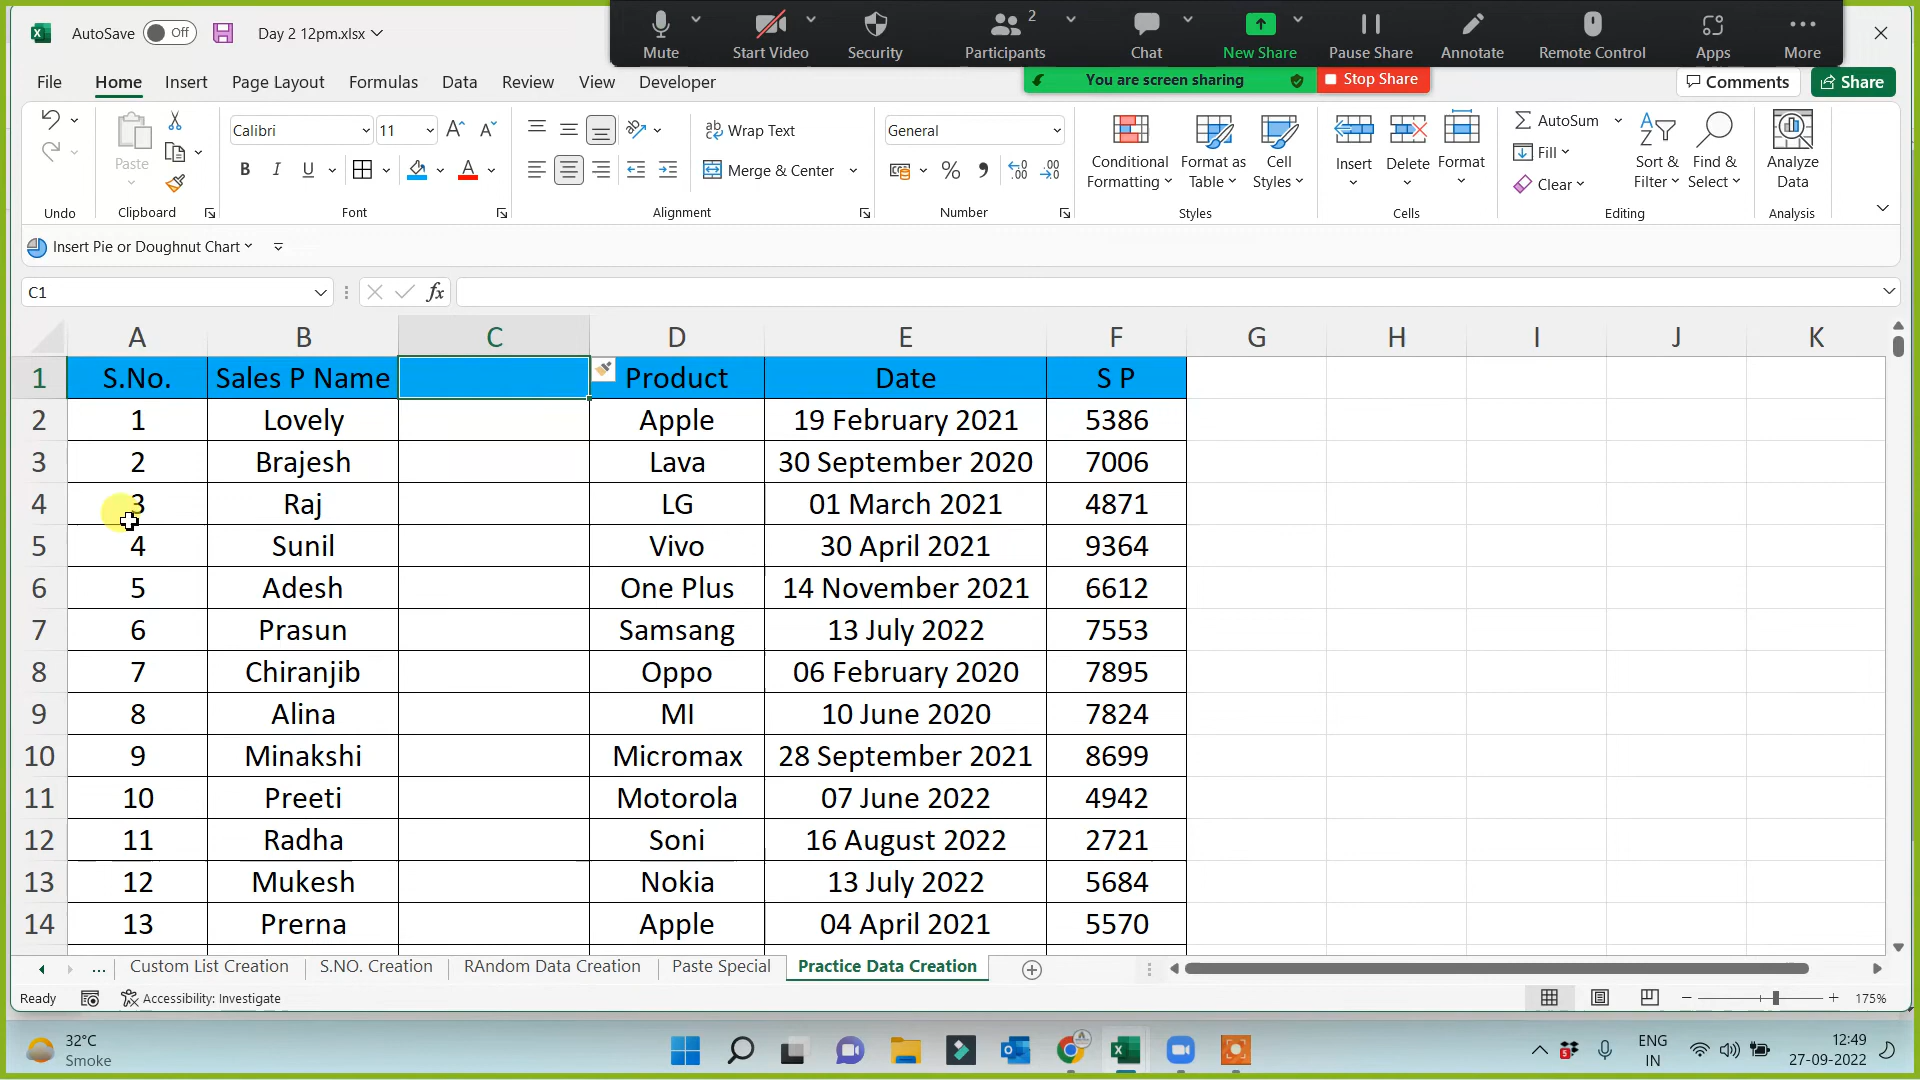 AutoSave Off Day 2 12pm.xlsx
Mute Start Video Security Participants 2 Chat New Share Pause Share Annotate Remote Control Apps More
You are screen sharing Stop Share
File Home Insert Page Layout Formulas Data Review View Developer Comments Share
Paste Calibri 11 Wrap Text General Conditional Formatting Format as Table Cell Styles Insert Delete Format AutoSum Sort & Filter Find & Select Analyze Data
B I U Merge & Center % Fill
Clear
Undo Clipboard Font Alignment Number Styles Cells Editing Analysis
Insert Pie or Doughnut Chart
C1 fx
A B C D E F G H I J K
1 S.No. Sales P Name Product Date S P
2 1 Lovely Apple 19 February 2021 5386
3 2 Brajesh Lava 30 September 2020 7006
4 3 Raj LG 01 March 2021 4871
5 4 Sunil Vivo 30 April 2021 9364
6 5 Adesh One Plus 14 November 2021 6612
7 6 Prasun Samsang 13 July 2022 7553
8 7 Chiranjib Oppo 06 February 2020 7895
9 8 Alina MI 10 June 2020 7824
10 9 Minakshi Micromax 28 September 2021 8699
11 10 Preeti Motorola 07 June 2022 4942
12 11 Radha Soni 16 August 2022 2721
13 12 Mukesh Nokia 13 July 2022 5684
14 13 Prerna Apple 04 April 2021 5570
... Custom List Creation S.NO. Creation RAndom Data Creation Paste Special Practice Data Creation
Ready Accessibility: Investigate 175%
32°C ENG 12:49
Smoke IN 27-09-2022